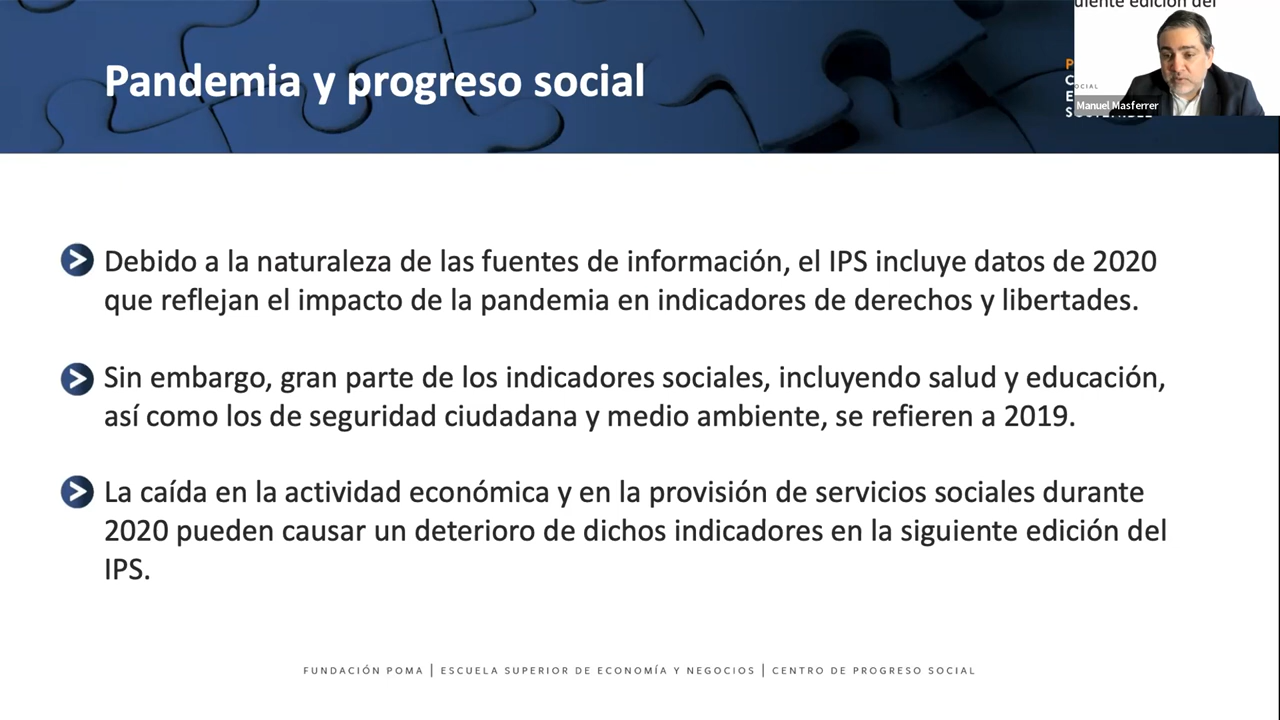 uiente edición del
Pandemia y progreso social
OCIAL
Manuel Masferrer
Debido a la naturaleza de las fuentes de información, el IPS incluye datos de 2020
que reflejan el impacto de la pandemia en indicadores de derechos y libertades.
Sin embargo, gran parte de los indicadores sociales, incluyendo salud y educación,
así como los de seguridad ciudadana y medio ambiente, se refieren a 2019.
La caída en la actividad económica y en la provisión de servicios sociales durante
2020 pueden causar un deterioro de dichos indicadores en la siguiente edición del
IPS.
FUNDACIÓN POMA | ESCUELA SUPERIOR DE ECONOMÍA Y NEGOCIOS | CENTRO DE PROGRESO SOCIAL